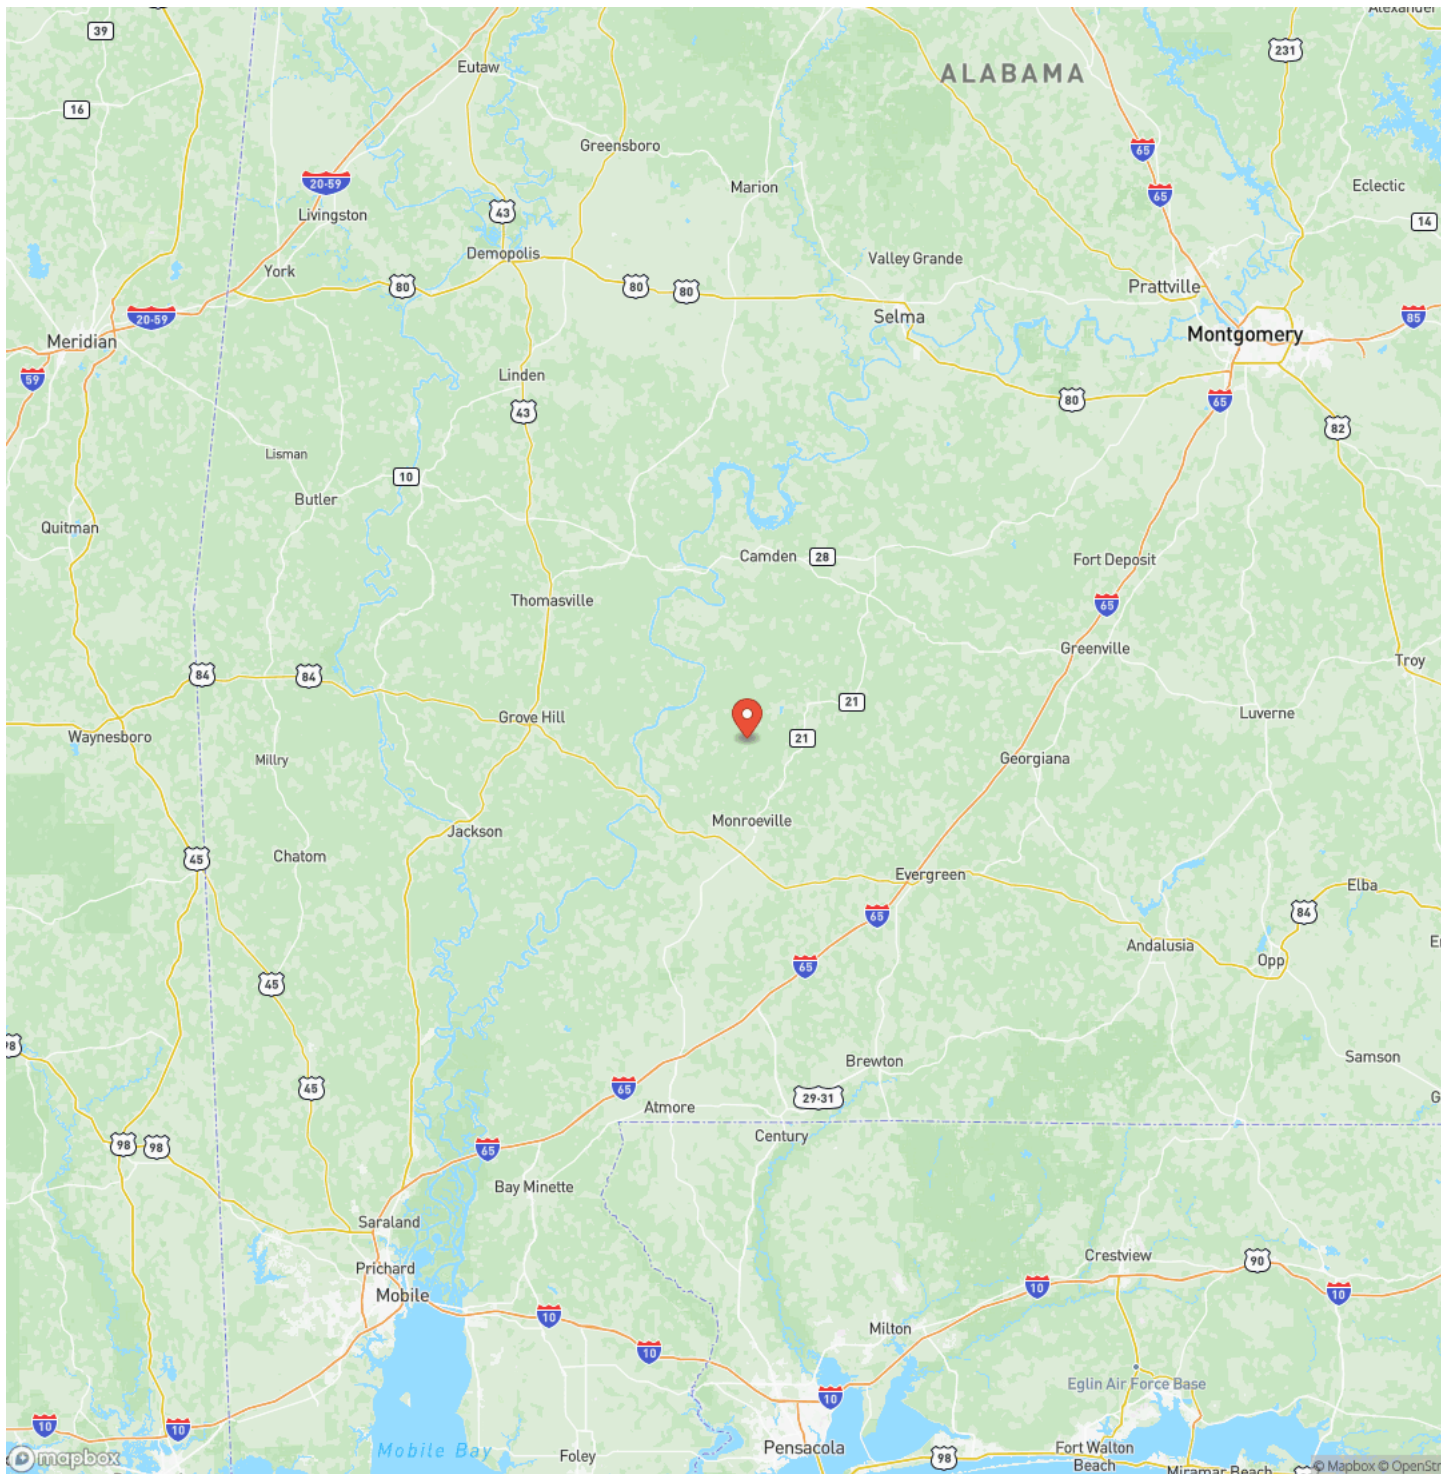 Alexander
39
231
ALABAMA
Eutaw
16
Greensboro
65
20-59
Marion
65
Eclectic
Livingston
43
14
Demopolis
Valley Grande
York
80
80
80
Prattville
20-59
Selma
85
Meridian
Montgomery
59
Linden
80
65
43
82
Lisman
10
Butler
Quitman
Camden
28
Fort Deposit
Thomasville
65
84
84
Greenville
Troy
21
Grove Hill
Luverne
Waynesboro
21
Millry
Georgiana
Monroeville
Jackson
45
Chatom
Evergreen
Elba
65
84
Andalusia
Opp
65
45
98
Samson
Brewton
45
65
29-31
Atmore
Century
98
98
65
Bay Minette
Saraland
Crestview
90
Prichard
10
10
Mobile
10
Milton
10
Eglin Air Force Base
10
10
10
Mobile Bay
Foley
Pensacola
Fort Walton
Beach
98
mapbox
Miramar Beach
© Mapbox © OpenStr